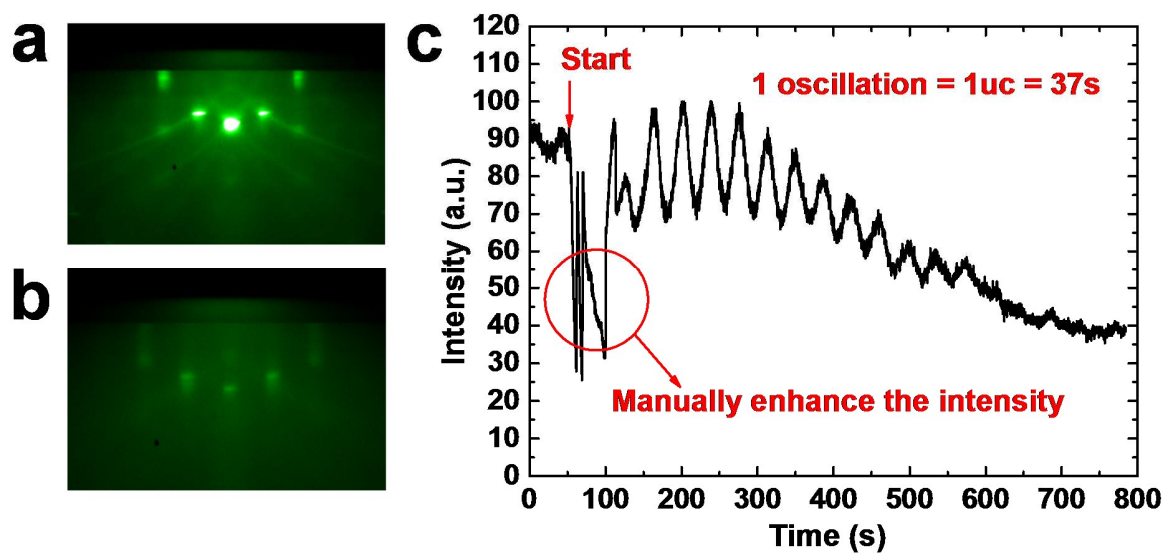 a
b
c
Start
1 oscillation = 1uc = 37s
Manually enhance the intensity
Intensity (a.u.)
120
110
100
90
80
70
60
50
40
30
20
10
0
0 100 200 300 400 500 600 700 800
Time (s)